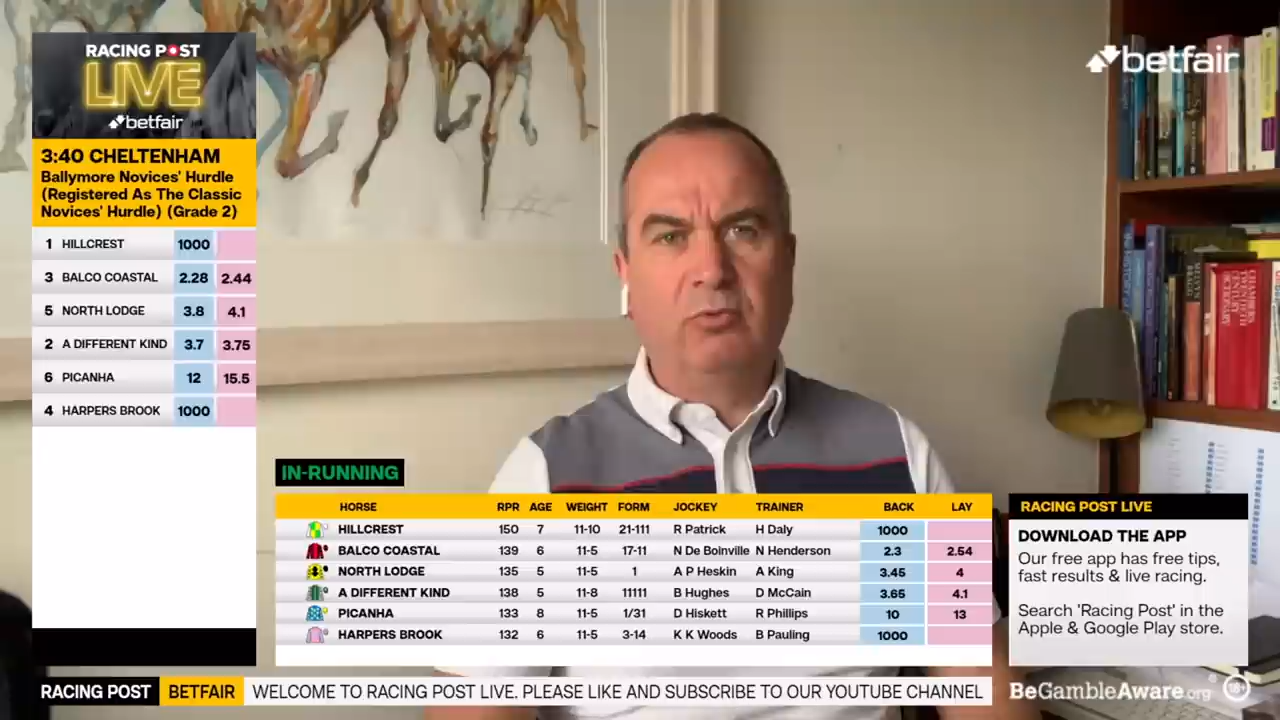 RACING POST
LIVE
betfair
3:40 CHELTENHAM
Ballymore Novices' Hurdle
(Registered As The Classic
Novices' Hurdle) (Grade 2)
1 HILLCREST 1000
3 BALCO COASTAL 2.28 2.44
5 NORTH LODGE 3.8 4.1
2 A DIFFERENT KIND 3.7 3.75
6 PICANHA 12 15.5
4 HARPERS BROOK 1000
betfair
CHAMBERS
TWENTIETH
CENTURY
DICTIONARY
IN-RUNNING
HORSE RPR AGE WEIGHT FORM JOCKEY TRAINER BACK LAY
HILLCREST 150 7 11-10 21-111 R Patrick H Daly 1000
BALCO COASTAL 139 6 11-5 17-11 N De Boinville N Henderson 2.3 2.54
NORTH LODGE 135 5 11-5 1 A P Heskin A King 3.45 4
A DIFFERENT KIND 138 5 11-8 11111 B Hughes D McCain 3.65 4.1
PICANHA 133 8 11-5 1/31 D Hiskett R Phillips 10 13
HARPERS BROOK 132 6 11-5 3-14 K K Woods B Pauling 1000
RACING POST LIVE
DOWNLOAD THE APP
Our free app has free tips,
fast results & live racing.
Search 'Racing Post' in the
Apple & Google Play store.
RACING POST BETFAIR WELCOME TO RACING POST LIVE. PLEASE LIKE AND SUBSCRIBE TO OUR YOUTUBE CHANNEL
BeGambleAware.org 18+